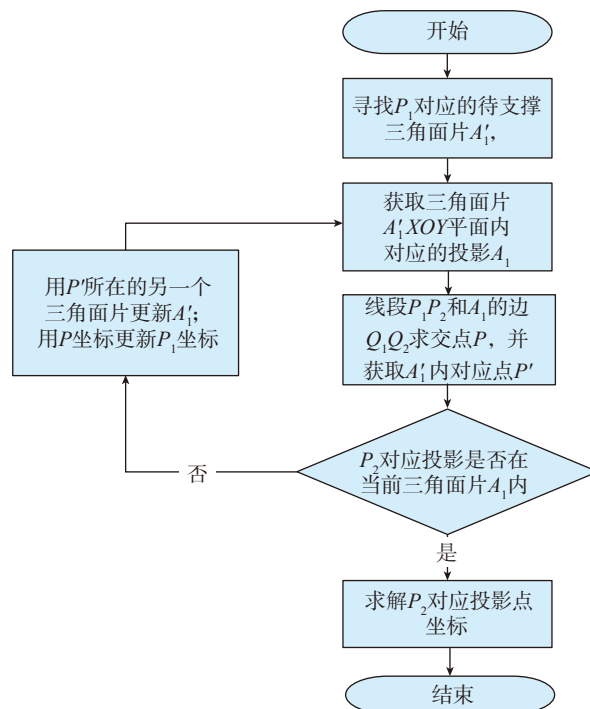 开始
寻找P₁对应的待支撑
三角面片A₁′,
获取三角面片
A₁′XOY平面内
对应的投影A₁
用P′所在的另一个
三角面片更新A₁′;
用P坐标更新P₁坐标
线段P₁P₂和A₁的边
Q₁Q₂求交点P，并
获取A₁′内对应点P′
P₂对应投影是否在
当前三角面片A₁内
否
是
求解P₂对应投影点
坐标
结束